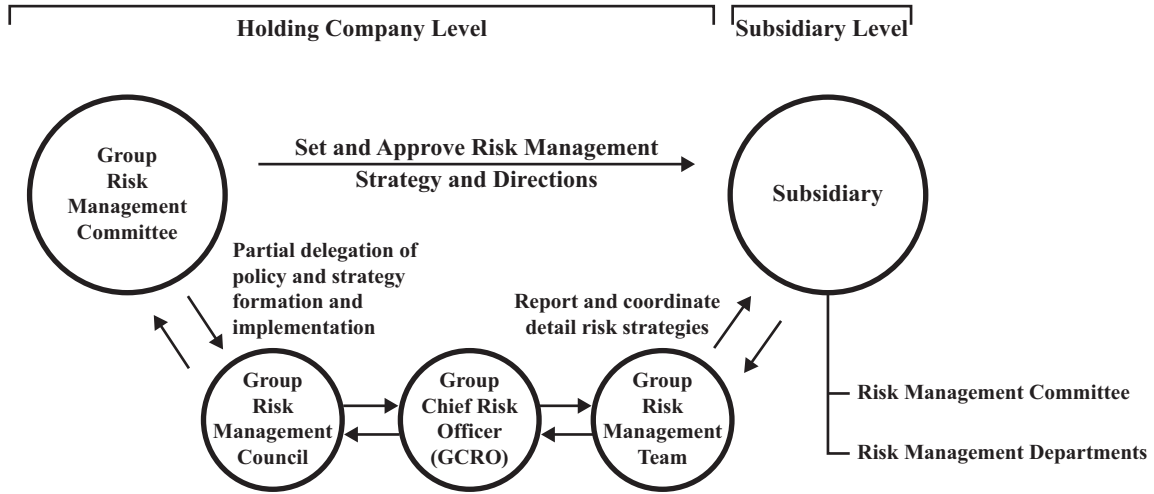 Holding Company Level
Subsidiary Level
Group
Risk
Management
Committee
Set and Approve Risk Management
Strategy and Directions
Subsidiary
Partial delegation of
policy and strategy
formation and
implementation
Report and coordinate
detail risk strategies
Group
Risk
Management
Council
Group
Chief Risk
Officer
(GCRO)
Group
Risk
Management
Team
Risk Management Committee
Risk Management Departments